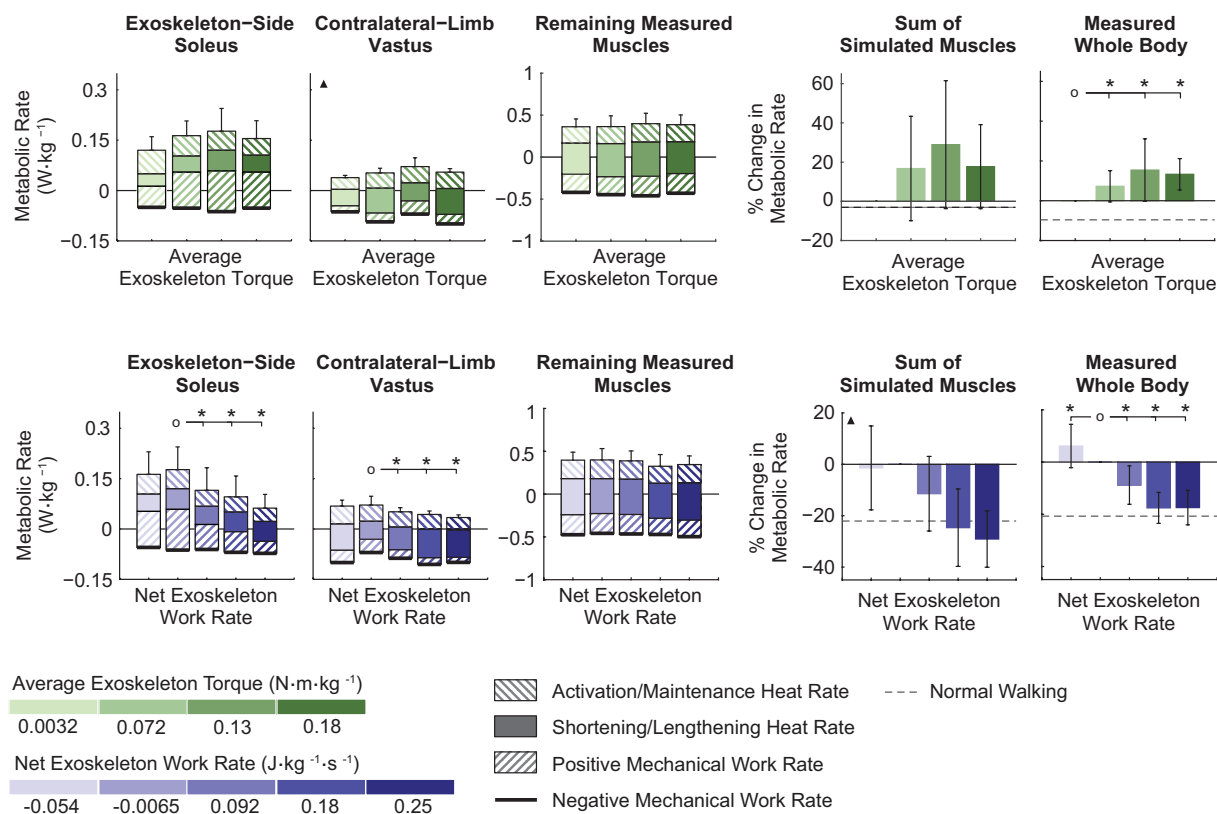 Exoskeleton−Side
Soleus
Contralateral−Limb
Vastus
Remaining Measured
Muscles
Sum of
Simulated Muscles
Measured
Whole Body
Metabolic Rate
(W·kg ⁻¹)
0.3
0.15
0
−0.15
1
0.5
0
−0.5
−1
% Change in
Metabolic Rate
60
40
20
0
−20
o * * *
Average
Exoskeleton Torque
Average
Exoskeleton Torque
Average
Exoskeleton Torque
Average
Exoskeleton Torque
Average
Exoskeleton Torque
Exoskeleton−Side
Soleus
Contralateral−Limb
Vastus
Remaining Measured
Muscles
Sum of
Simulated Muscles
Measured
Whole Body
Metabolic Rate
(W·kg ⁻¹)
0.3
0.15
0
−0.15
o * * *
o * * *
1
0.5
0
−0.5
−1
% Change in
Metabolic Rate
20
0
−20
−40
* o * * *
Net Exoskeleton
Work Rate
Net Exoskeleton
Work Rate
Net Exoskeleton
Work Rate
Net Exoskeleton
Work Rate
Net Exoskeleton
Work Rate
Average Exoskeleton Torque (N·m·kg ⁻¹)
0.0032 0.072 0.13 0.18
Net Exoskeleton Work Rate (J·kg ⁻¹·s ⁻¹)
-0.054 -0.0065 0.092 0.18 0.25
Activation/Maintenance Heat Rate
Shortening/Lengthening Heat Rate
Positive Mechanical Work Rate
Negative Mechanical Work Rate
Normal Walking